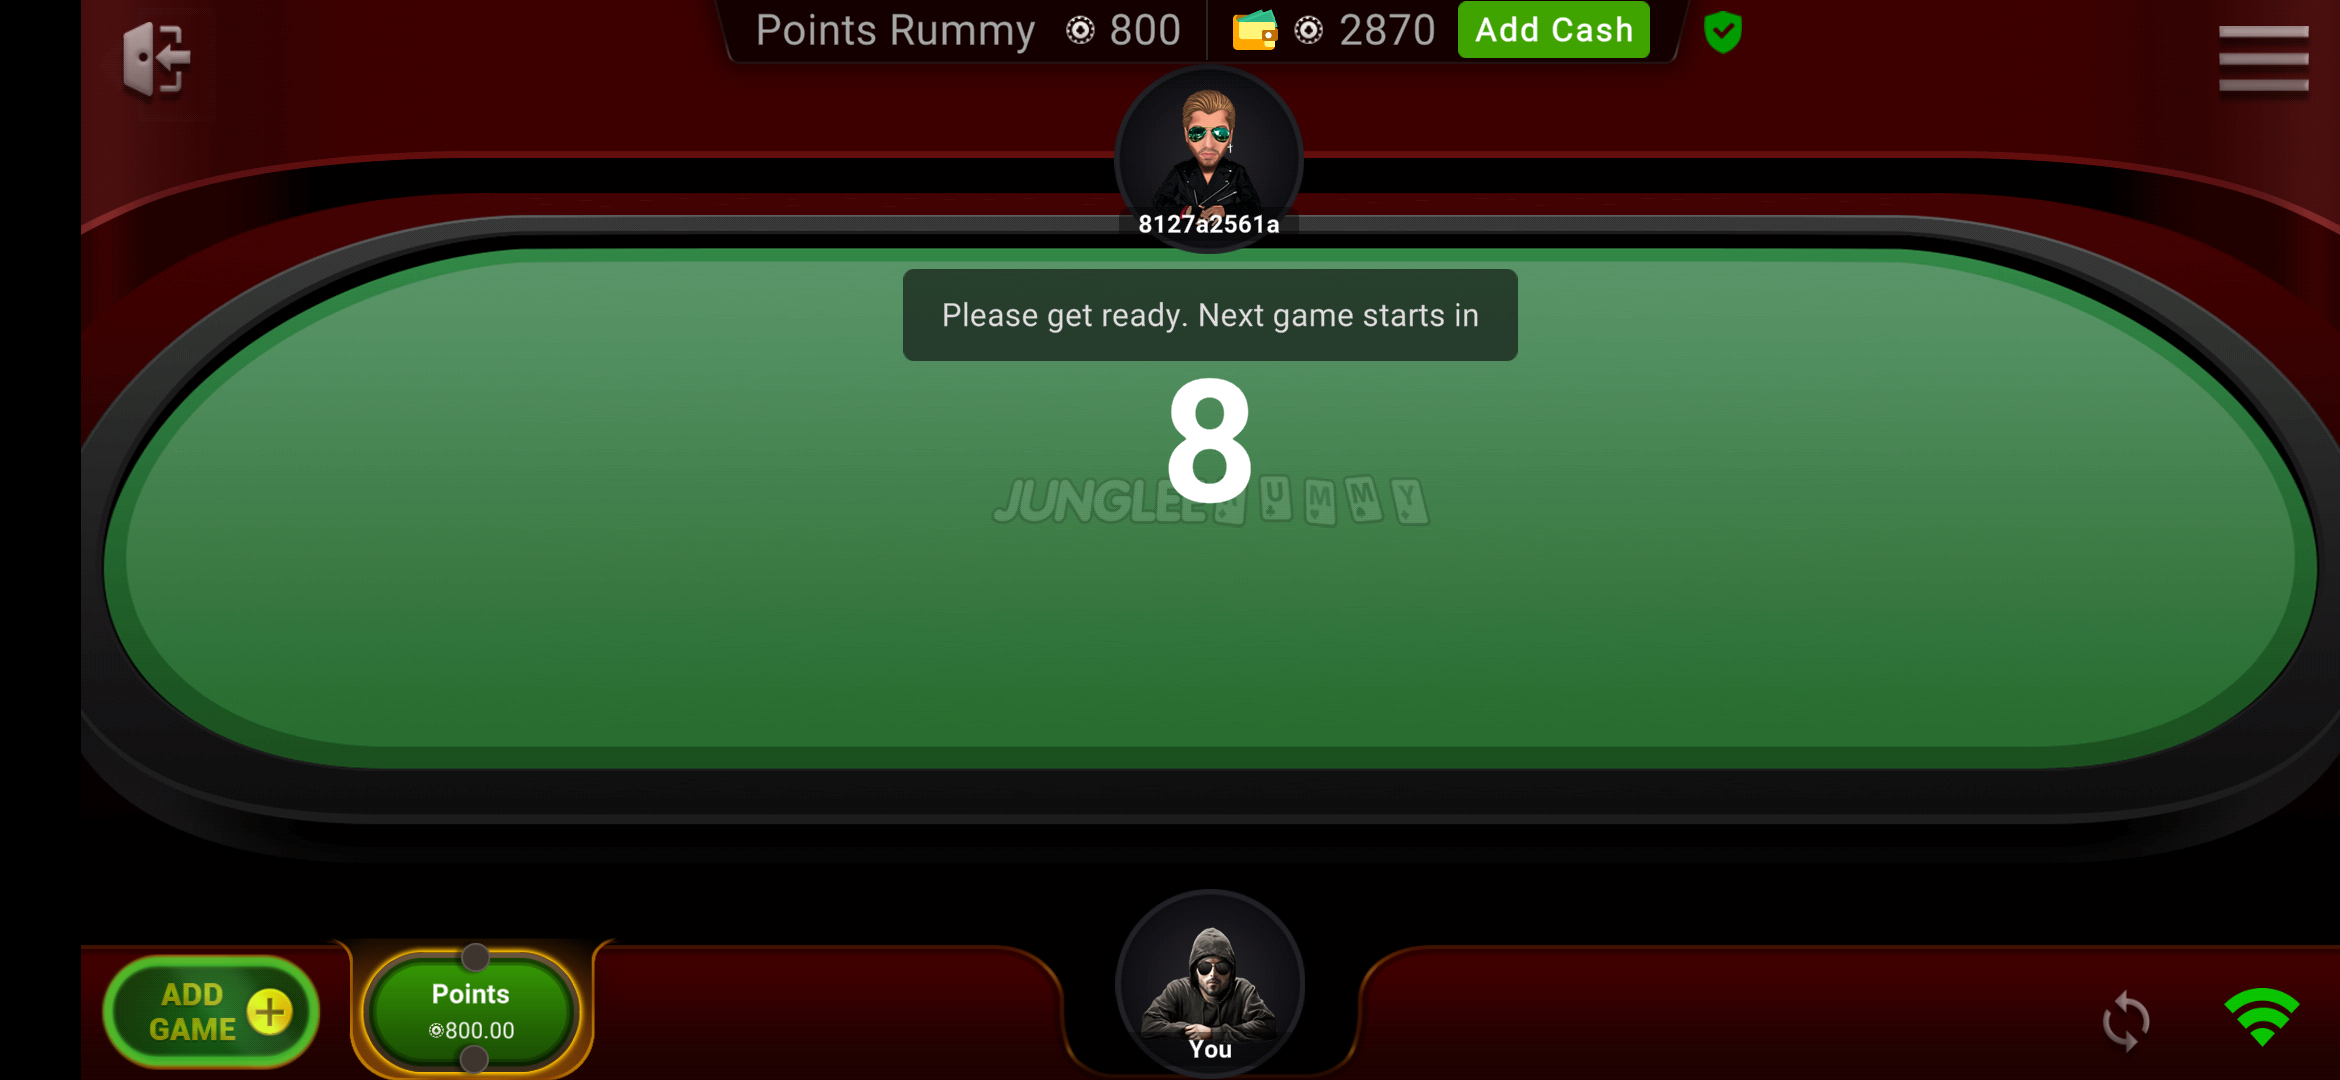 Points Rummy 800 2870 Add Cash
8127a2561a
Please get ready. Next game starts in
8
JUNGLEE RUMMY
ADD
GAME +
Points
800.00
You